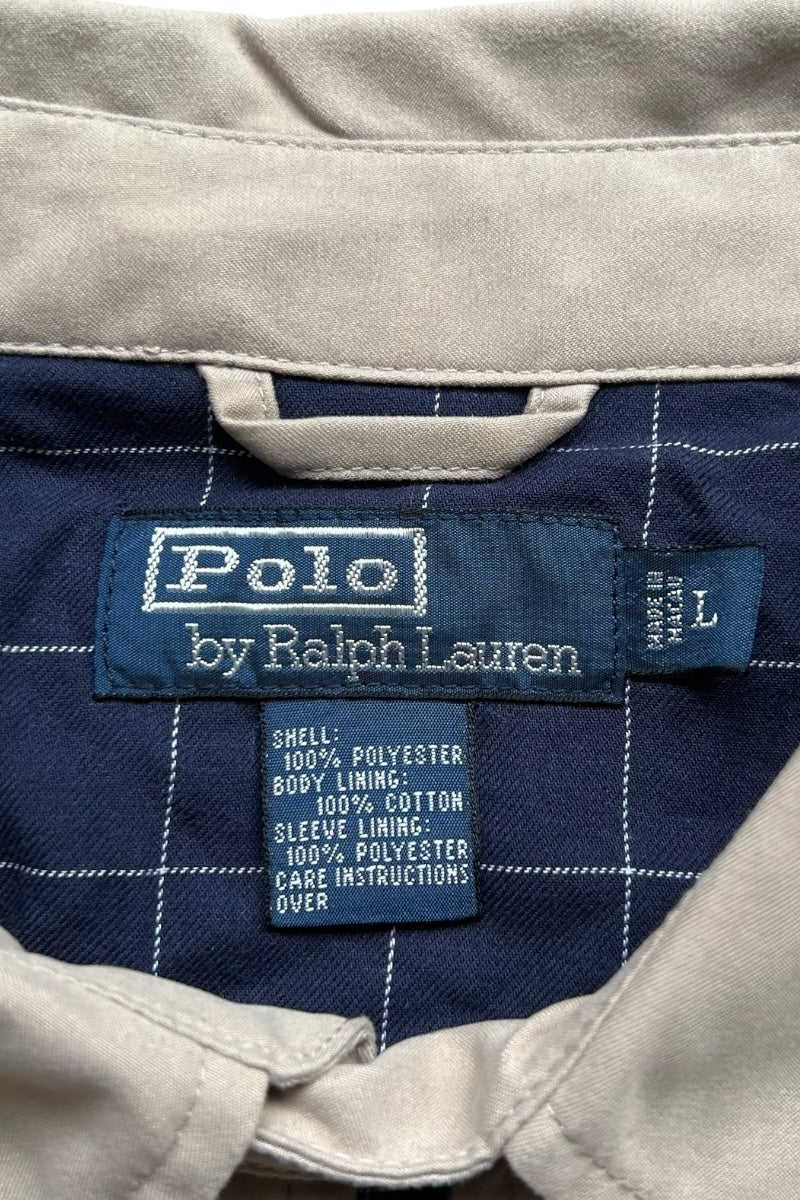 Polo
by Ralph Lauren
MADE IN
MACAU
L
SHELL:
100% POLYESTER
BODY LINING:
100% COTTON
SLEEVE LINING:
100% POLYESTER
CARE INSTRUCTIONS
OVER